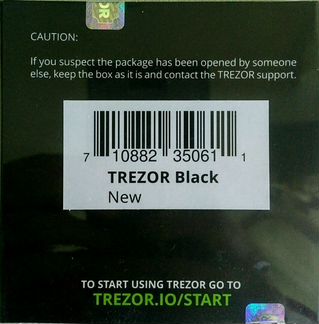 OR
CAUTION:
If you suspect the package has been opened by someone
else, keep the box as it is and contact the TREZOR support.
7 10882 35061 1
TREZOR Black
New
TO START USING TREZOR GO TO
TREZOR.IO/START